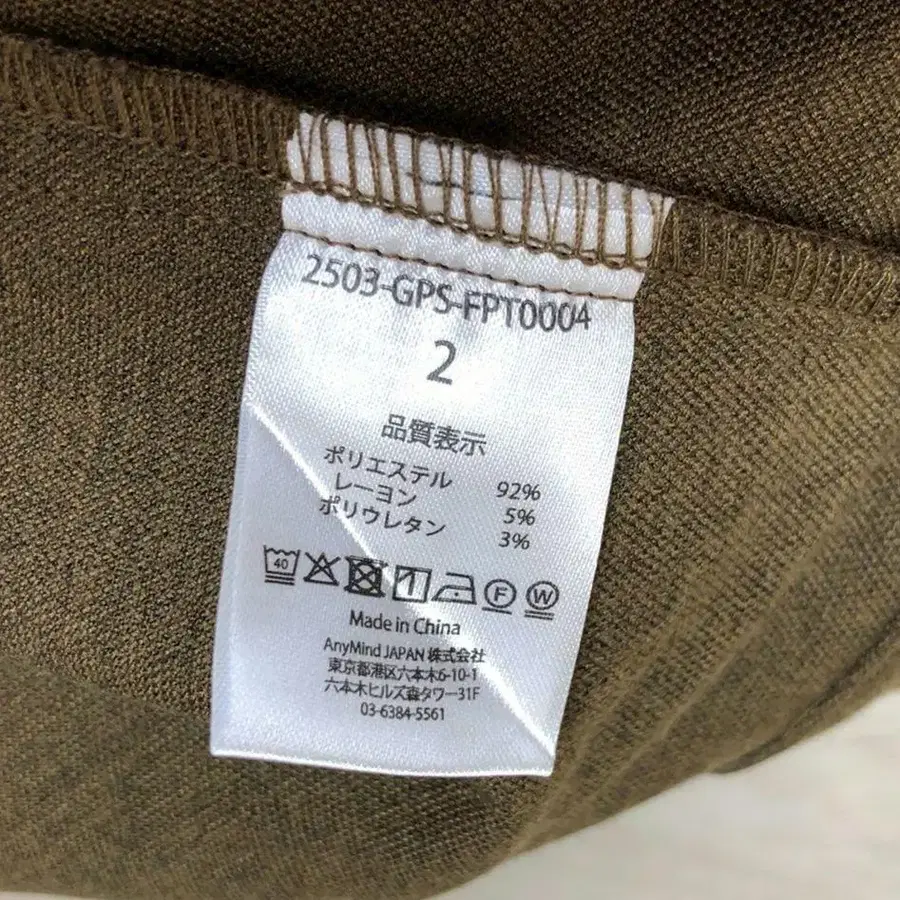 2503-GPS-FPT0004
2
品質表示
ポリエステル 92%
レーヨン 5%
ポリウレタン 3%
40 F W
Made in China
AnyMind JAPAN 株式会社
東京都港区六本木6-10-1
六本木ヒルズ森タワー31F
03-6384-5561